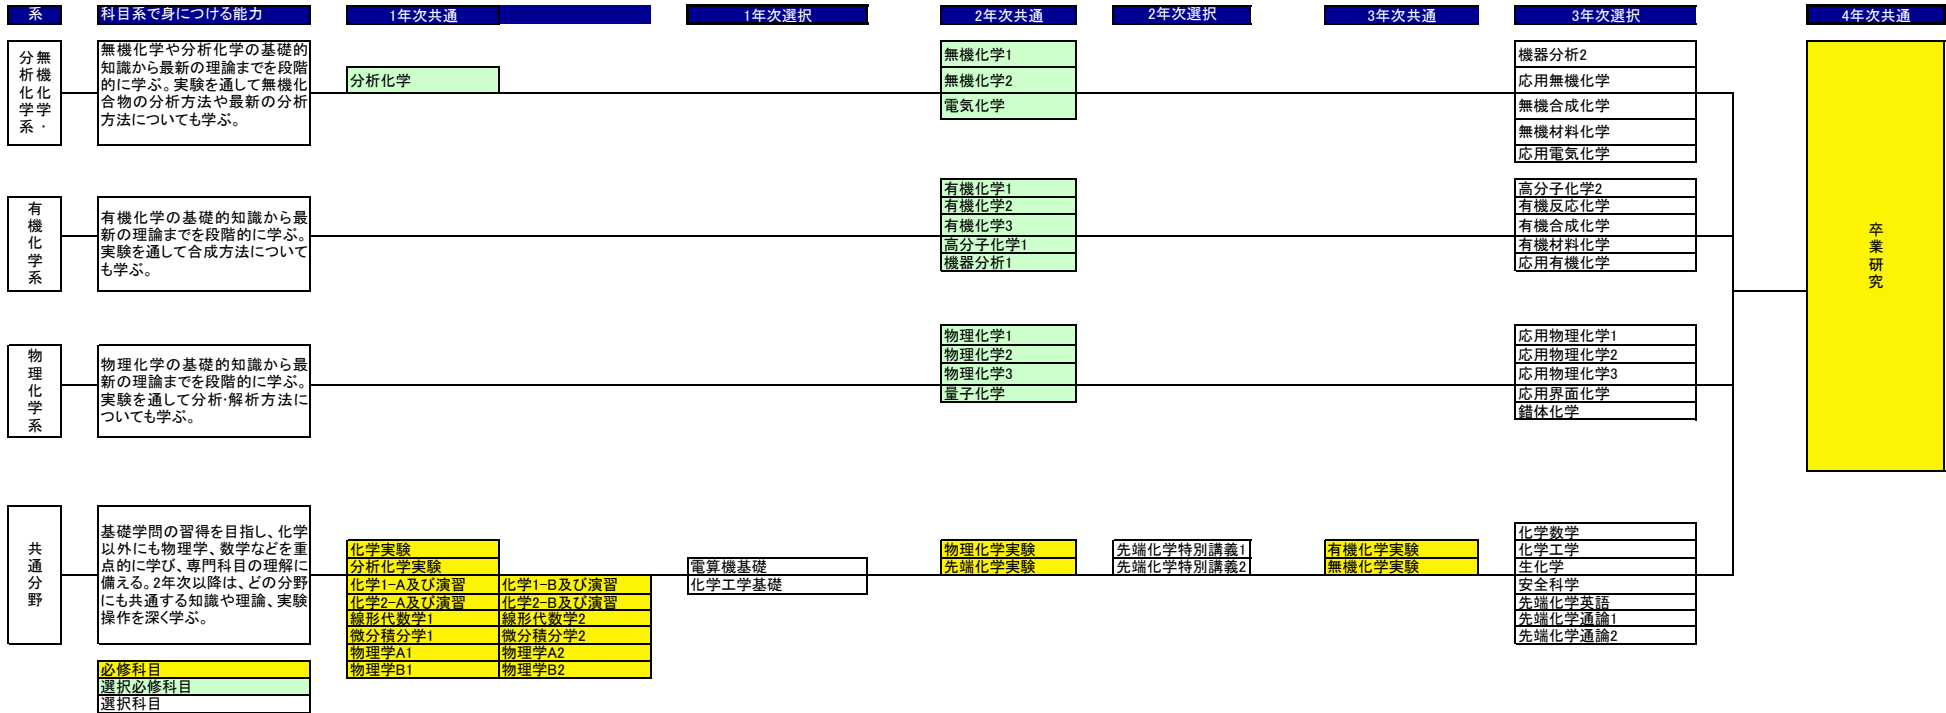 系
科目系で身につける能力
1年次共通
1年次選択
2年次共通
2年次選択
3年次共通
3年次選択
4年次共通
無機化学・
分析化学系
無機化学や分析化学の基礎的
知識から最新の理論までを段階
的に学ぶ。実験を通して無機化
合物の分析方法や最新の分析
方法についても学ぶ。
分析化学
無機化学1
無機化学2
電気化学
機器分析2
応用無機化学
無機合成化学
無機材料化学
応用電気化学
有機化学系
有機化学の基礎的知識から最
新の理論までを段階的に学ぶ。
実験を通して合成方法について
も学ぶ。
有機化学1
有機化学2
有機化学3
高分子化学1
機器分析1
高分子化学2
有機反応化学
有機合成化学
有機材料化学
応用有機化学
卒業研究
物理化学系
物理化学の基礎的知識から最
新の理論までを段階的に学ぶ。
実験を通して分析・解析方法に
ついても学ぶ。
物理化学1
物理化学2
物理化学3
量子化学
応用物理化学1
応用物理化学2
応用物理化学3
応用界面化学
錯体化学
共通分野
基礎学問の習得を目指し、化学
以外にも物理学、数学などを重
点的に学び、専門科目の理解に
備える。2年次以降は、どの分野
にも共通する知識や理論、実験
操作を深く学ぶ。
化学実験
分析化学実験
化学1-A及び演習
化学1-B及び演習
化学2-A及び演習
化学2-B及び演習
線形代数学1
線形代数学2
微分積分学1
微分積分学2
物理学A1
物理学A2
物理学B1
物理学B2
電算機基礎
化学工学基礎
物理化学実験
先端化学実験
先端化学特別講義1
先端化学特別講義2
有機化学実験
無機化学実験
化学数学
化学工学
生化学
安全科学
先端化学英語
先端化学通論1
先端化学通論2
必修科目
選択必修科目
選択科目